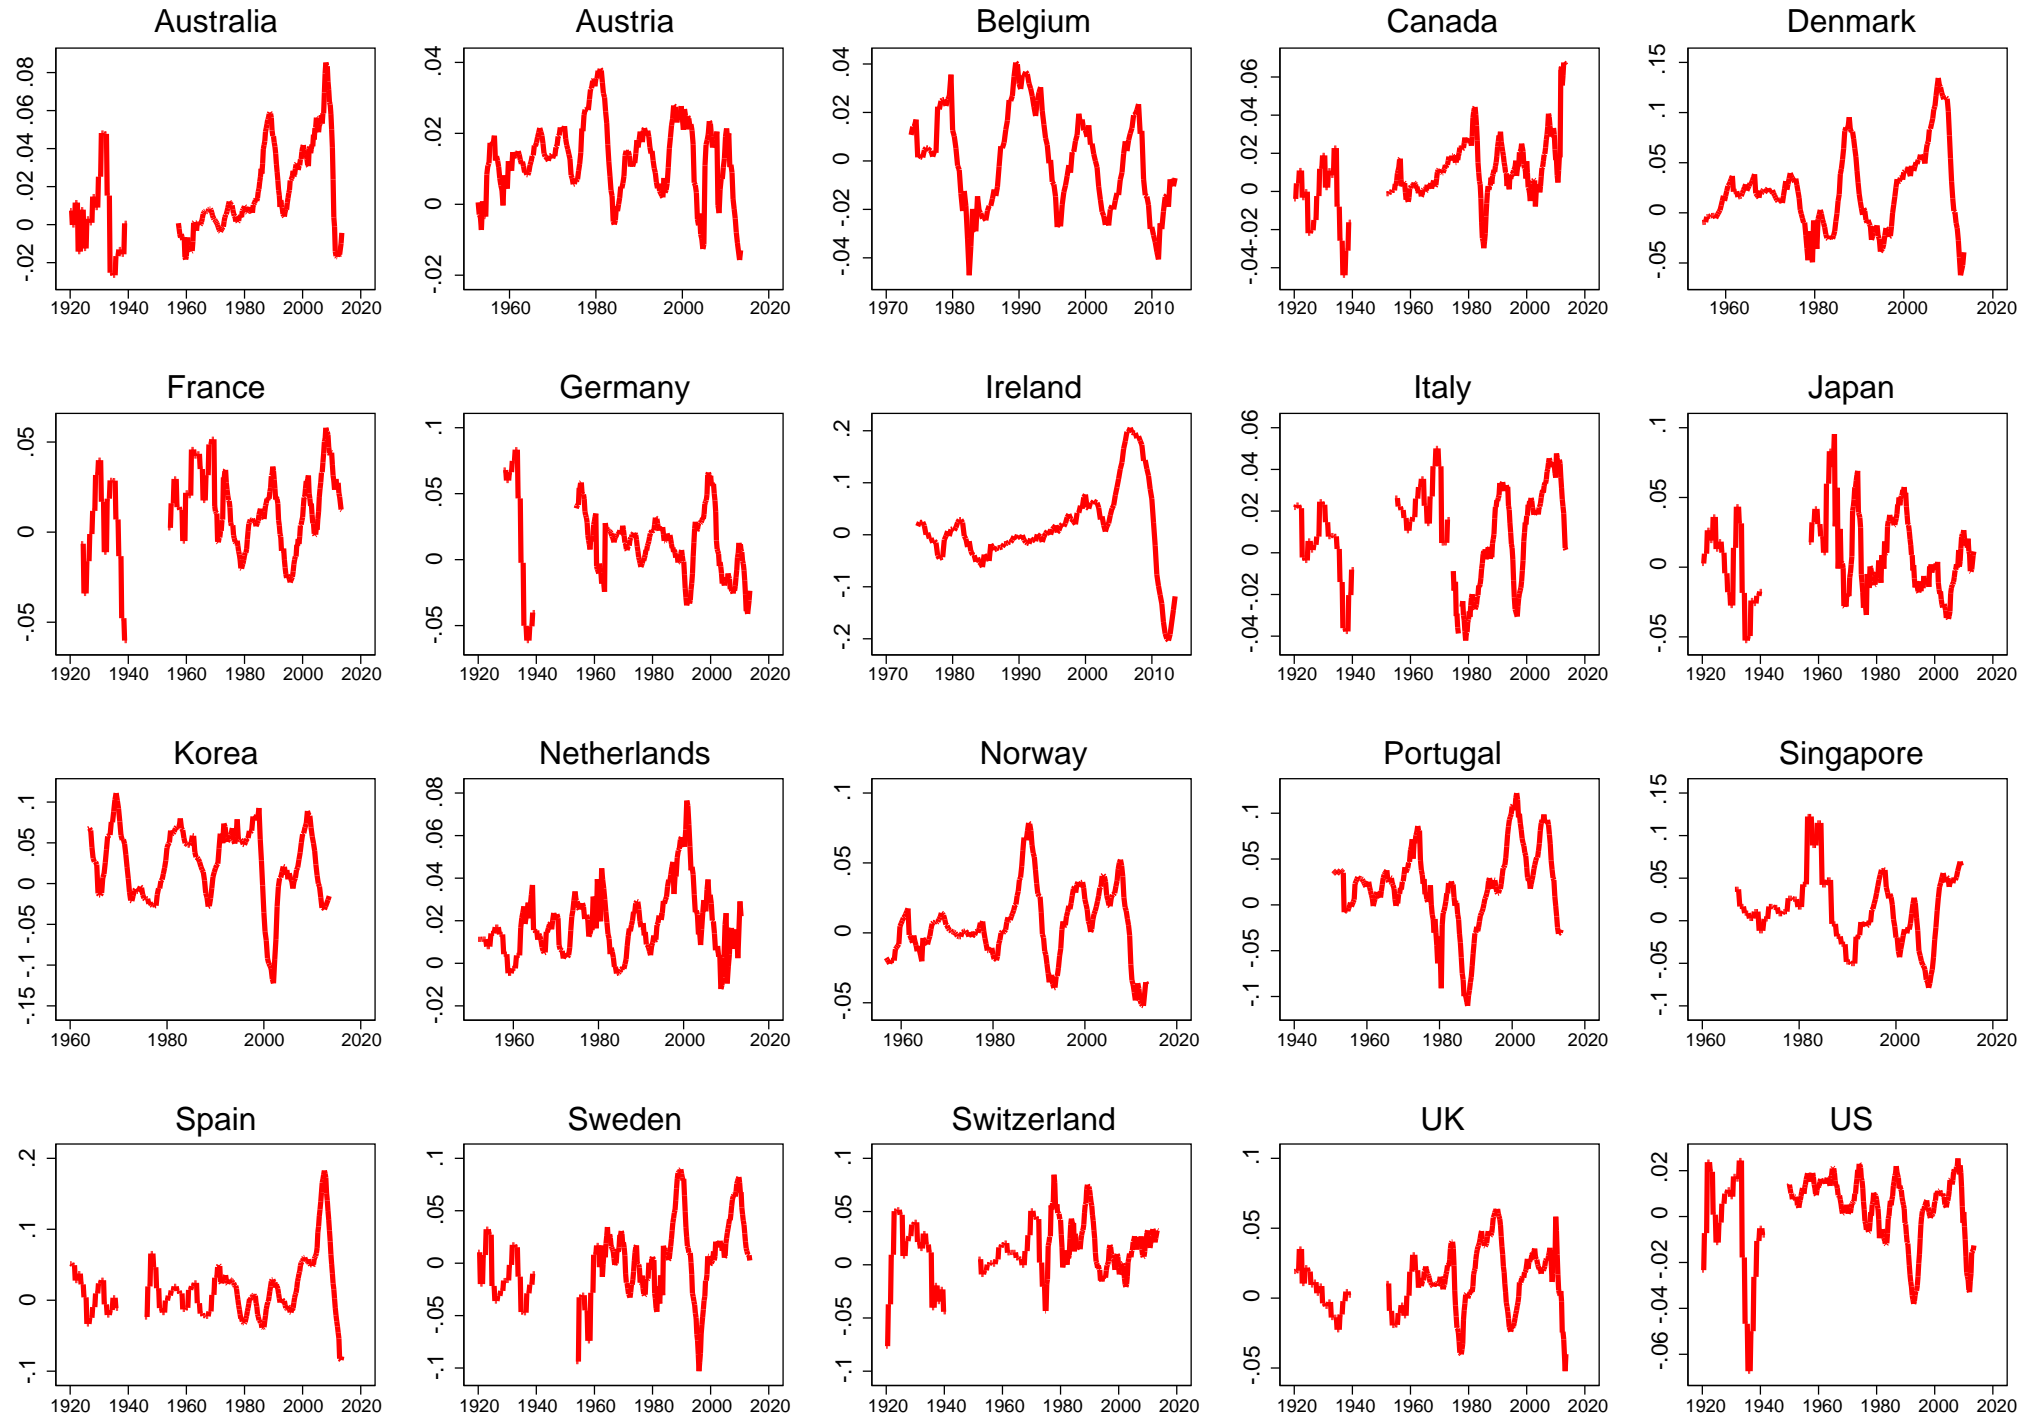 Australia Austria Belgium Canada Denmark
-.02 0 .02 .04 .06 .08
1920 1940 1960 1980 2000 2020
-.02 0 .02 .04
1960 1980 2000 2020
-.04 -.02 0 .02 .04
1970 1980 1990 2000 2010
-.04 -.02 0 .02 .04 .06
1920 1940 1960 1980 2000 2020
-.05 0 .05 .1 .15
1960 1980 2000 2020
France Germany Ireland Italy Japan
-.05 0 .05
1920 1940 1960 1980 2000 2020
-.05 0 .05 .1
1920 1940 1960 1980 2000 2020
-.2 -.1 0 .1 .2
1970 1980 1990 2000 2010
-.04 -.02 0 .02 .04 .06
1920 1940 1960 1980 2000 2020
-.05 0 .05 .1
1920 1940 1960 1980 2000 2020
Korea Netherlands Norway Portugal Singapore
-.15 -.1 -.05 0 .05 .1
1960 1980 2000 2020
-.02 0 .02 .04 .06 .08
1960 1980 2000 2020
-.05 0 .05 .1
1960 1980 2000 2020
-.1 -.05 0 .05 .1
1940 1960 1980 2000 2020
-.1 -.05 0 .05 .1 .15
1960 1980 2000 2020
Spain Sweden Switzerland UK US
-.1 0 .1 .2
1920 1940 1960 1980 2000 2020
-.1 -.05 0 .05 .1
1920 1940 1960 1980 2000 2020
-.1 -.05 0 .05 .1
1920 1940 1960 1980 2000 2020
-.05 0 .05 .1
1920 1940 1960 1980 2000 2020
-.06 -.04 -.02 0 .02
1920 1940 1960 1980 2000 2020